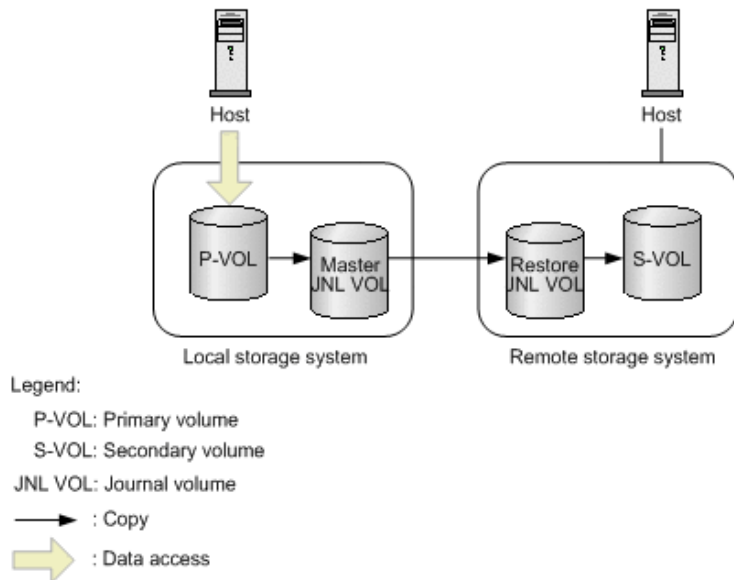 Host
Host
P-VOL
Master
JNL VOL
Restore
JNL VOL
S-VOL
Local storage system
Remote storage system
Legend:
P-VOL: Primary volume
S-VOL: Secondary volume
JNL VOL: Journal volume
: Copy
: Data access